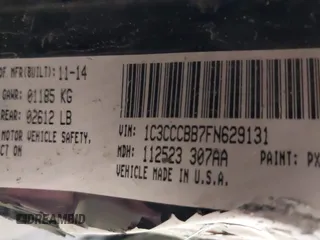 OF MFR(BUILT): 11-14
GAWR: 01185 KG
REAR: 02612 LB
MOTOR VEHICLE SAFETY,
CT ON
VIN: 1C3CCCBB7FN629131
MDH: 112523 307AA PAINT: PX
VEHICLE MADE IN U.S.A.
DREAMBID